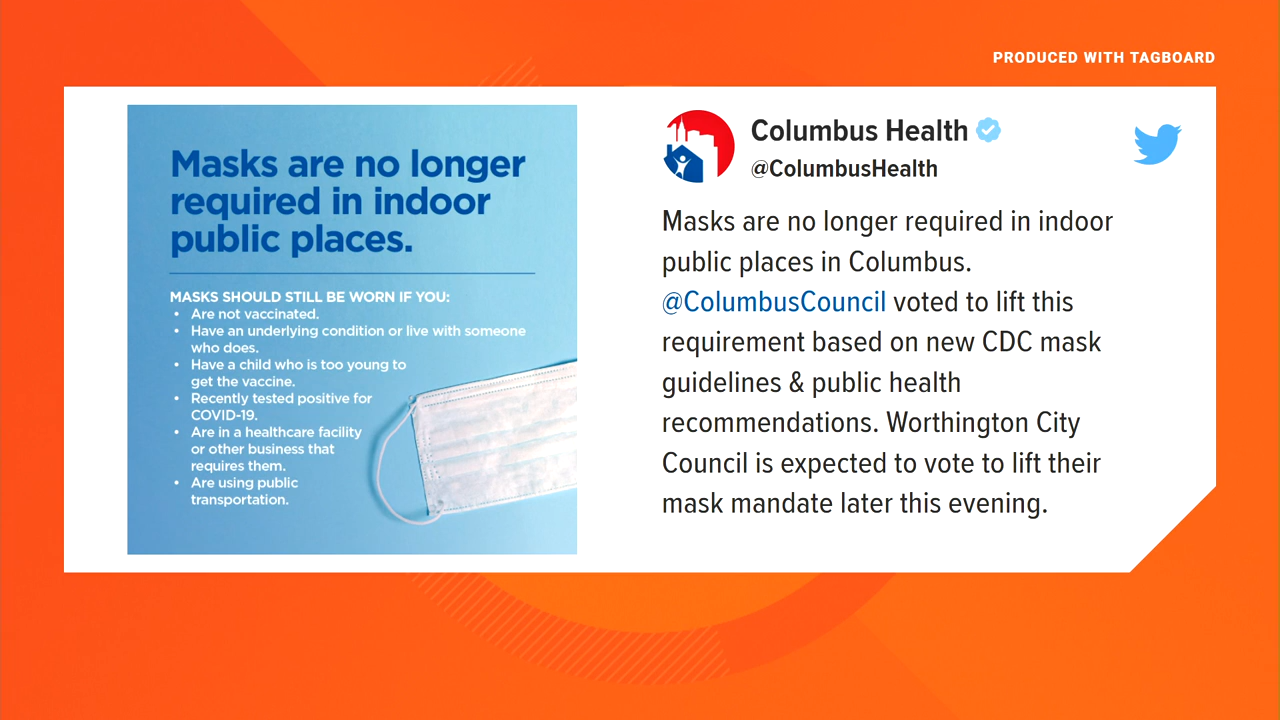 PRODUCED WITH TAGBOARD
Masks are no longer
required in indoor
public places.
MASKS SHOULD STILL BE WORN IF YOU:
• Are not vaccinated.
• Have an underlying condition or live with someone
who does.
• Have a child who is too young to
get the vaccine.
• Recently tested positive for
COVID-19.
• Are in a healthcare facility
or other business that
requires them.
• Are using public
transportation.
Columbus Health
@ColumbusHealth
Masks are no longer required in indoor
public places in Columbus.
@ColumbusCouncil voted to lift this
requirement based on new CDC mask
guidelines & public health
recommendations. Worthington City
Council is expected to vote to lift their
mask mandate later this evening.